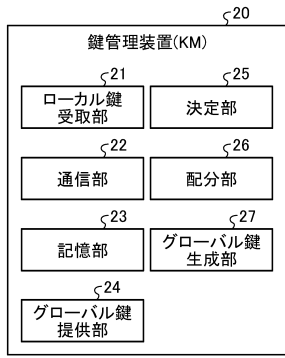 20
鍵管理装置(KM)
21
ローカル鍵
受取部
25
決定部
22
通信部
26
配分部
23
記憶部
27
グローバル鍵
生成部
24
グローバル鍵
提供部